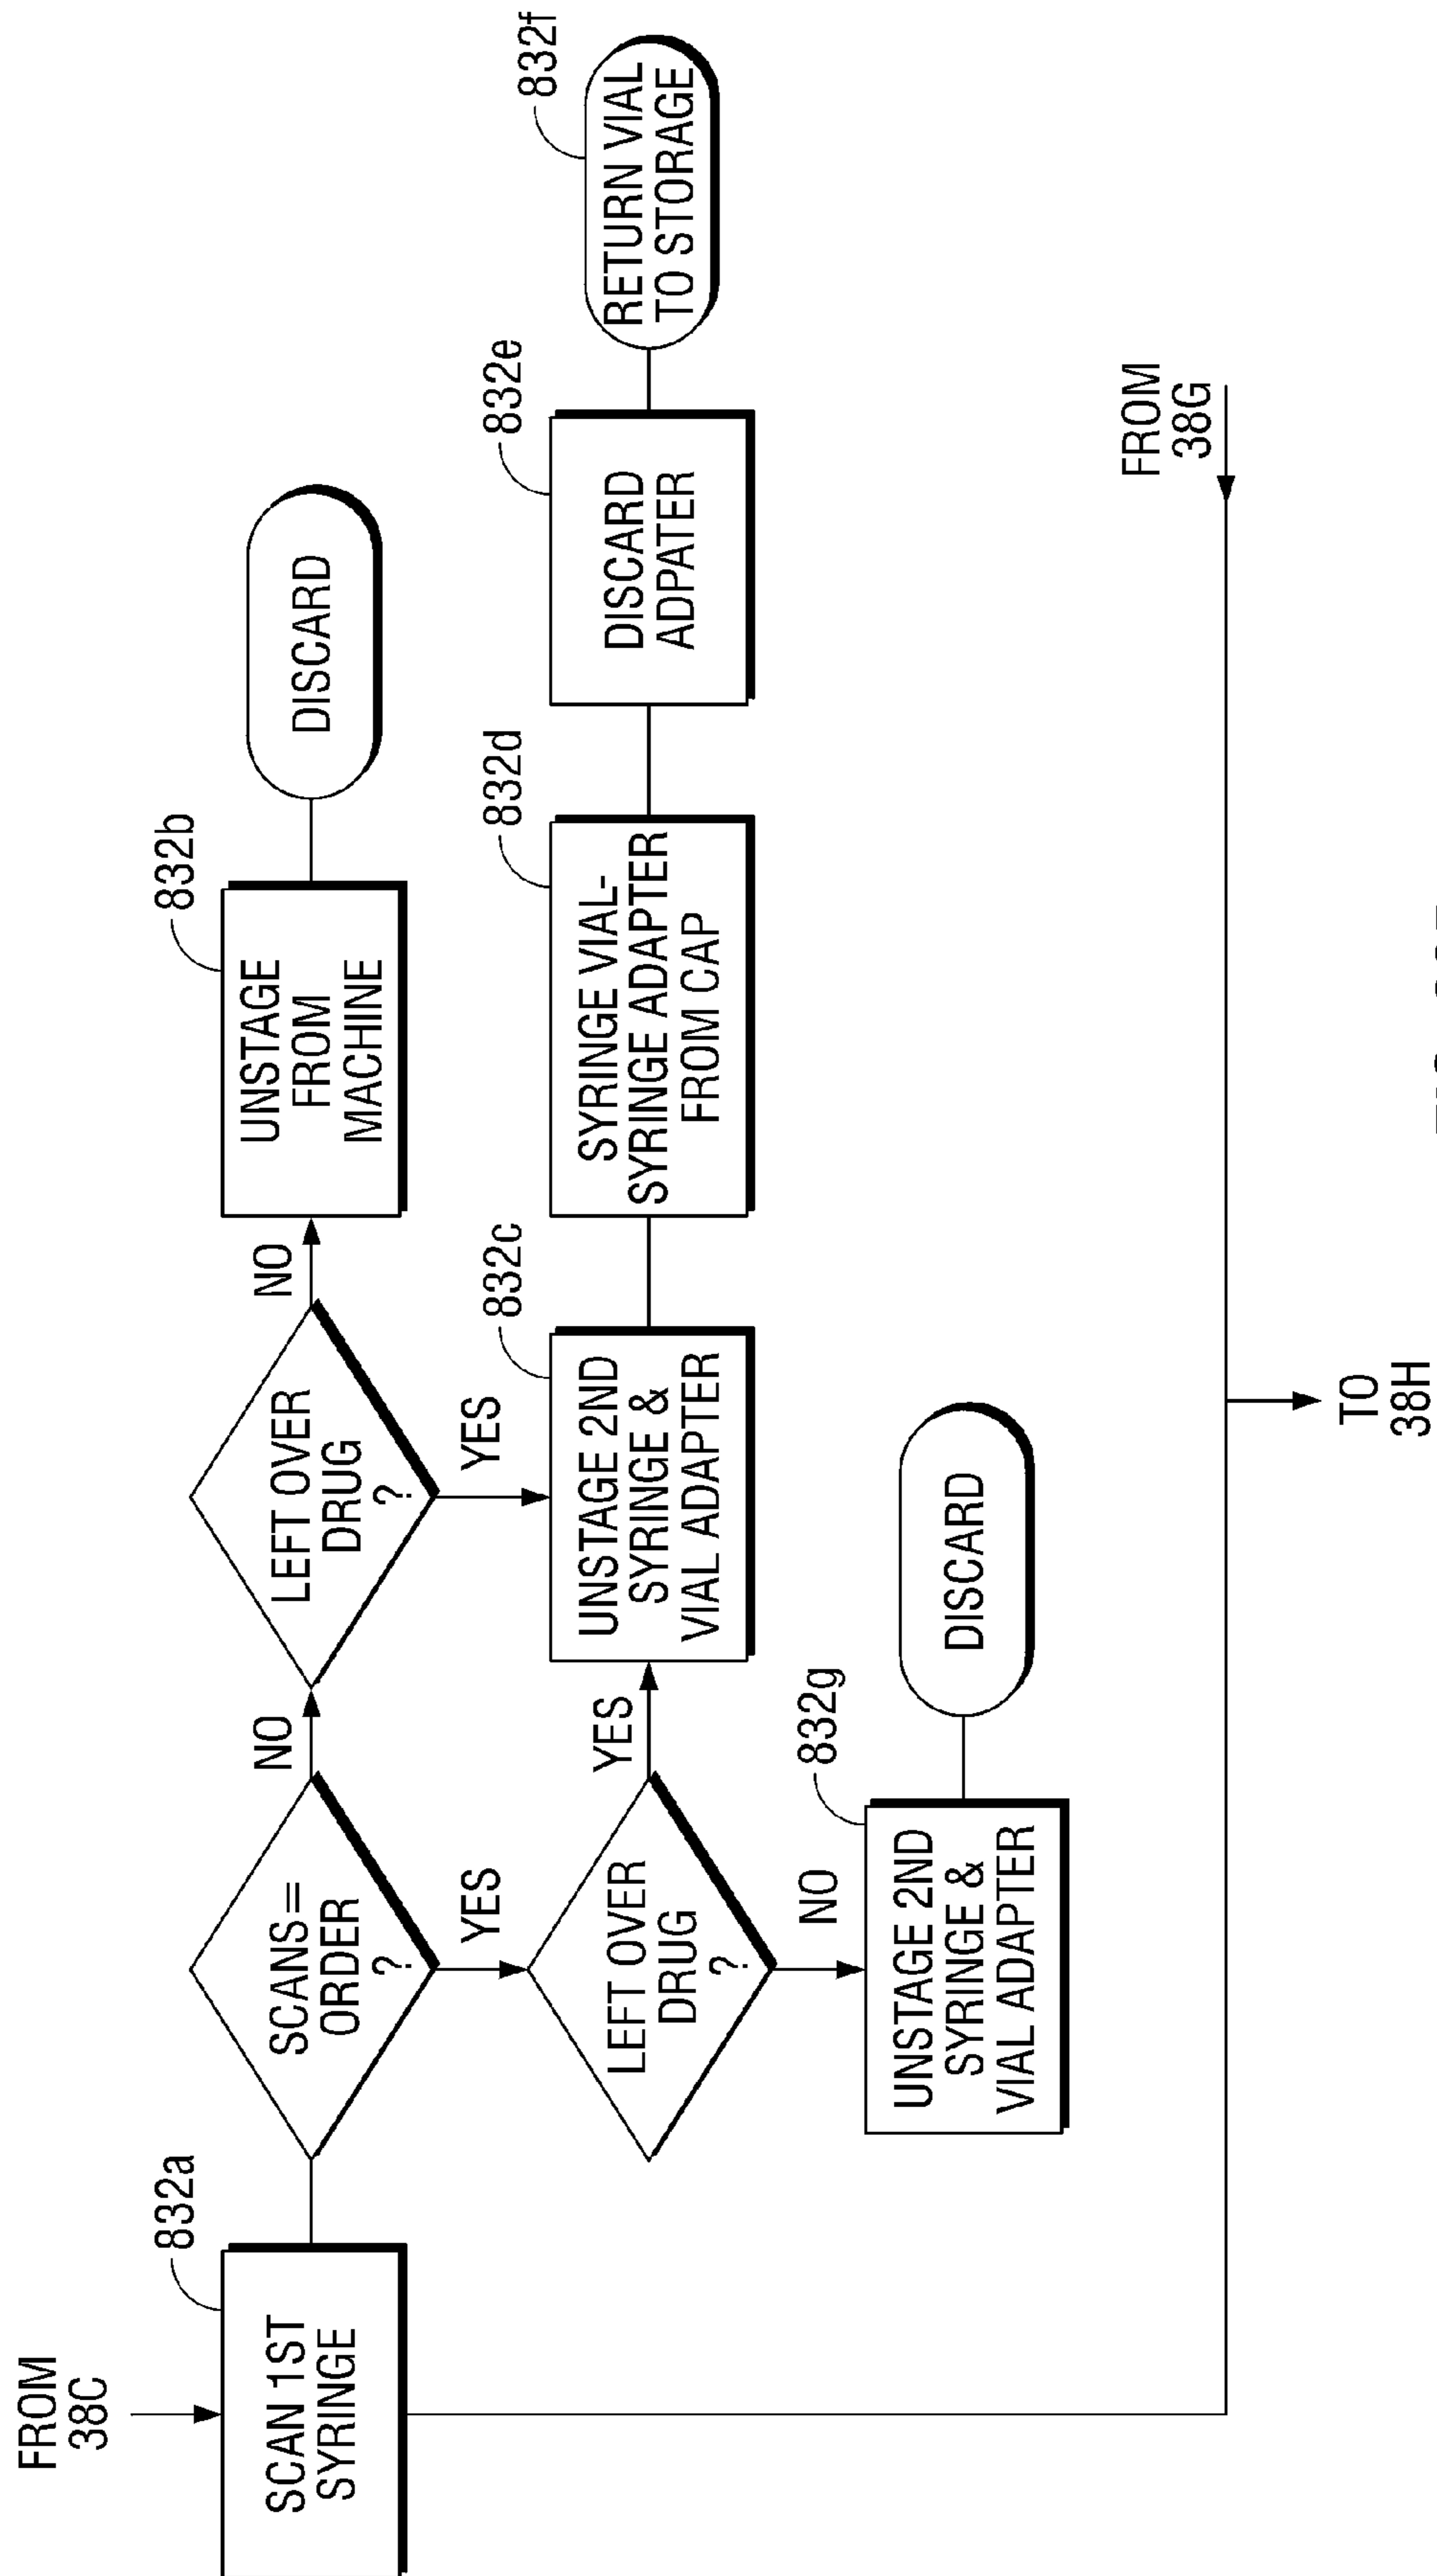 FROM
38C
832a
SCAN 1ST
SYRINGE
SCANS=
ORDER
?
NO
YES
LEFT OVER
DRUG
?
NO
YES
832b
UNSTAGE
FROM
MACHINE
DISCARD
LEFT OVER
DRUG
?
YES
NO
832c
UNSTAGE 2ND
SYRINGE &
VIAL ADAPTER
832d
SYRINGE VIAL-
SYRINGE ADAPTER
FROM CAP
832e
DISCARD
ADPATER
832f
RETURN VIAL
TO STORAGE
832g
UNSTAGE 2ND
SYRINGE &
VIAL ADAPTER
DISCARD
FROM
38G
TO
38H